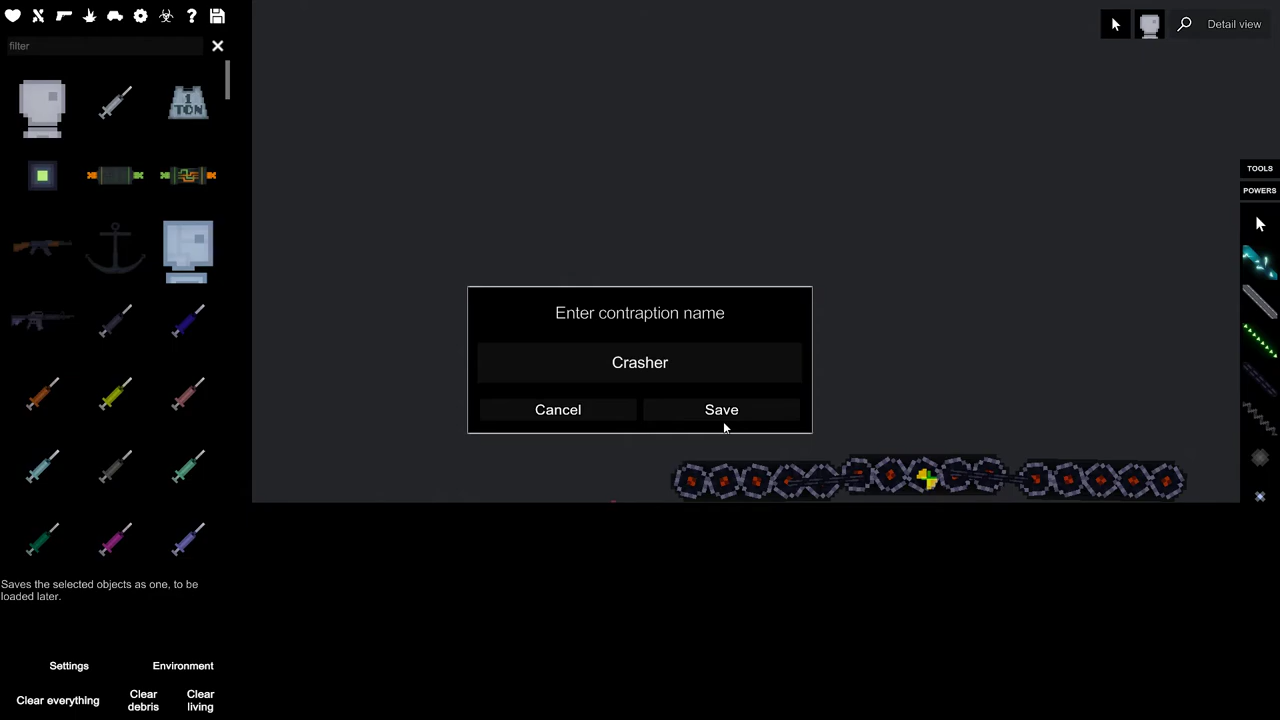 filter
Detail view
1
TON
TOOLS
POWERS
Enter contraption name
Crasher
Cancel
Save
Saves the selected objects as one, to be
loaded later.
Settings
Environment
Clear everything
Clear
debris
Clear
living